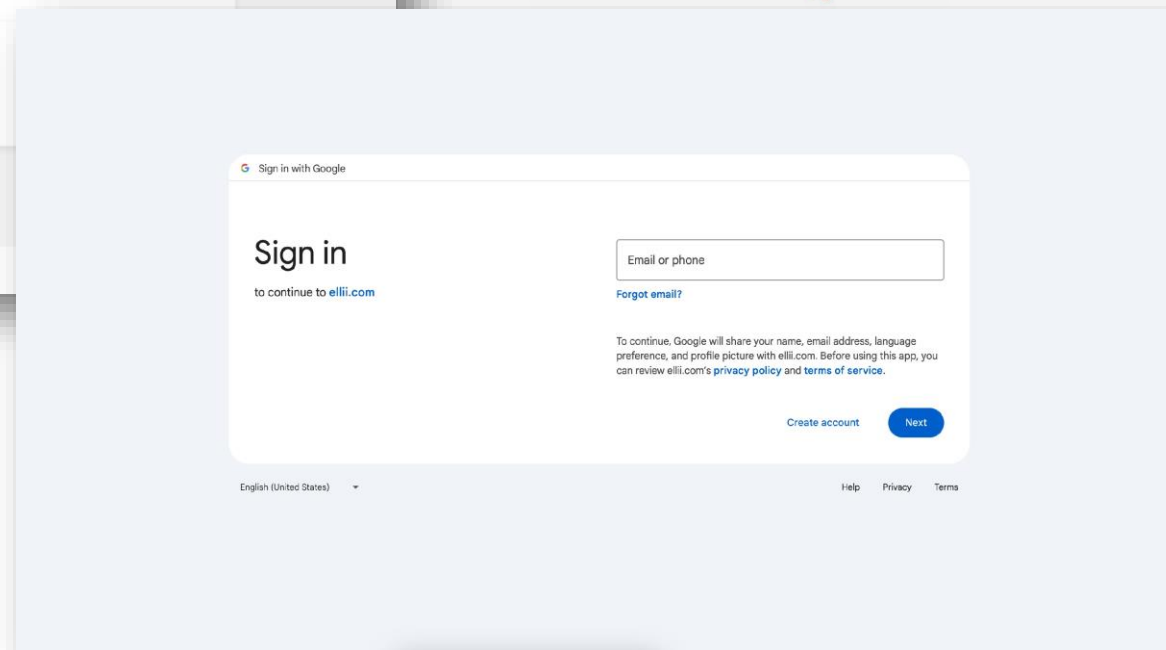 Sign in with Google
Sign in
to continue to ellii.com
Email or phone
Forgot email?
To continue, Google will share your name, email address, language
preference, and profile picture with ellii.com. Before using this app, you
can review ellii.com's privacy policy and terms of service.
Create account
Next
English (United States)
Help Privacy Terms